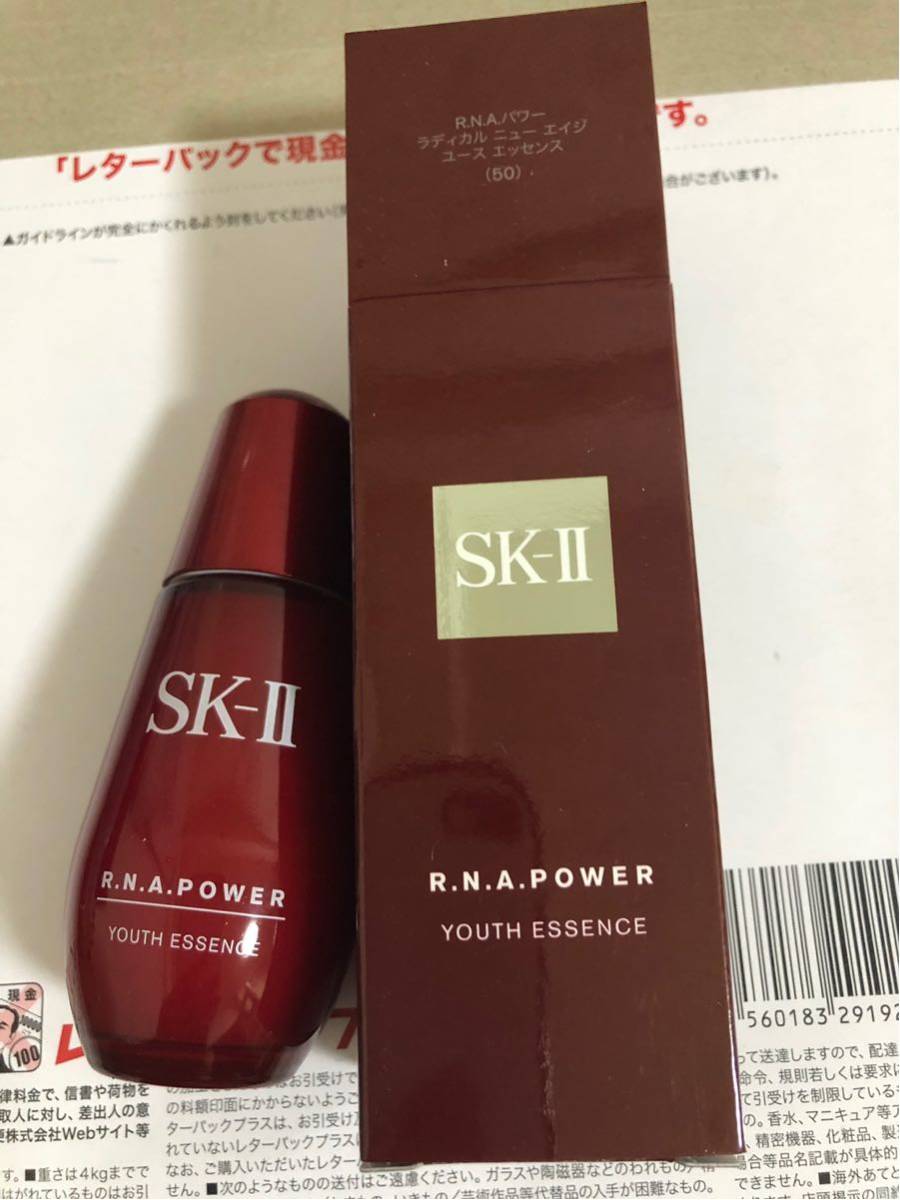 「レターパックで現金
です。
▲ガイドラインが完全にかくれるよう封をしてください
合がございます)。
R.N.A.パワー
ラディカル ニュー エイジ
ユース エッセンス
(50)
SK-II
R.N.A.POWER
YOUTH ESSENCE
SK-II
R.N.A.POWER
YOUTH ESSENCE
現金
100
560183 29192
律料金で、信書や荷物を
取人に対し、差出人の意
便株式会社Webサイト等
はお引受けで
の料額印面にかからないようご
ターパックプラスは、お引受け
れていないレターパックプラスに
なお、ご購入いただいたレター
す。■重さは4kgまでで
はがれているものはお引
せん。■次のようなものの送付はご遠慮ください。ガラスや陶磁器などのわれもの
芸術作品等代替品の入手が困難なもの。
って送達しますので、配達
命令、規則若しくは要求に
て引受けを制限している
の。香水、マニキュア等
、精密機器、化粧品、製
場合等品名記載が具体的
できません。■海外あてと